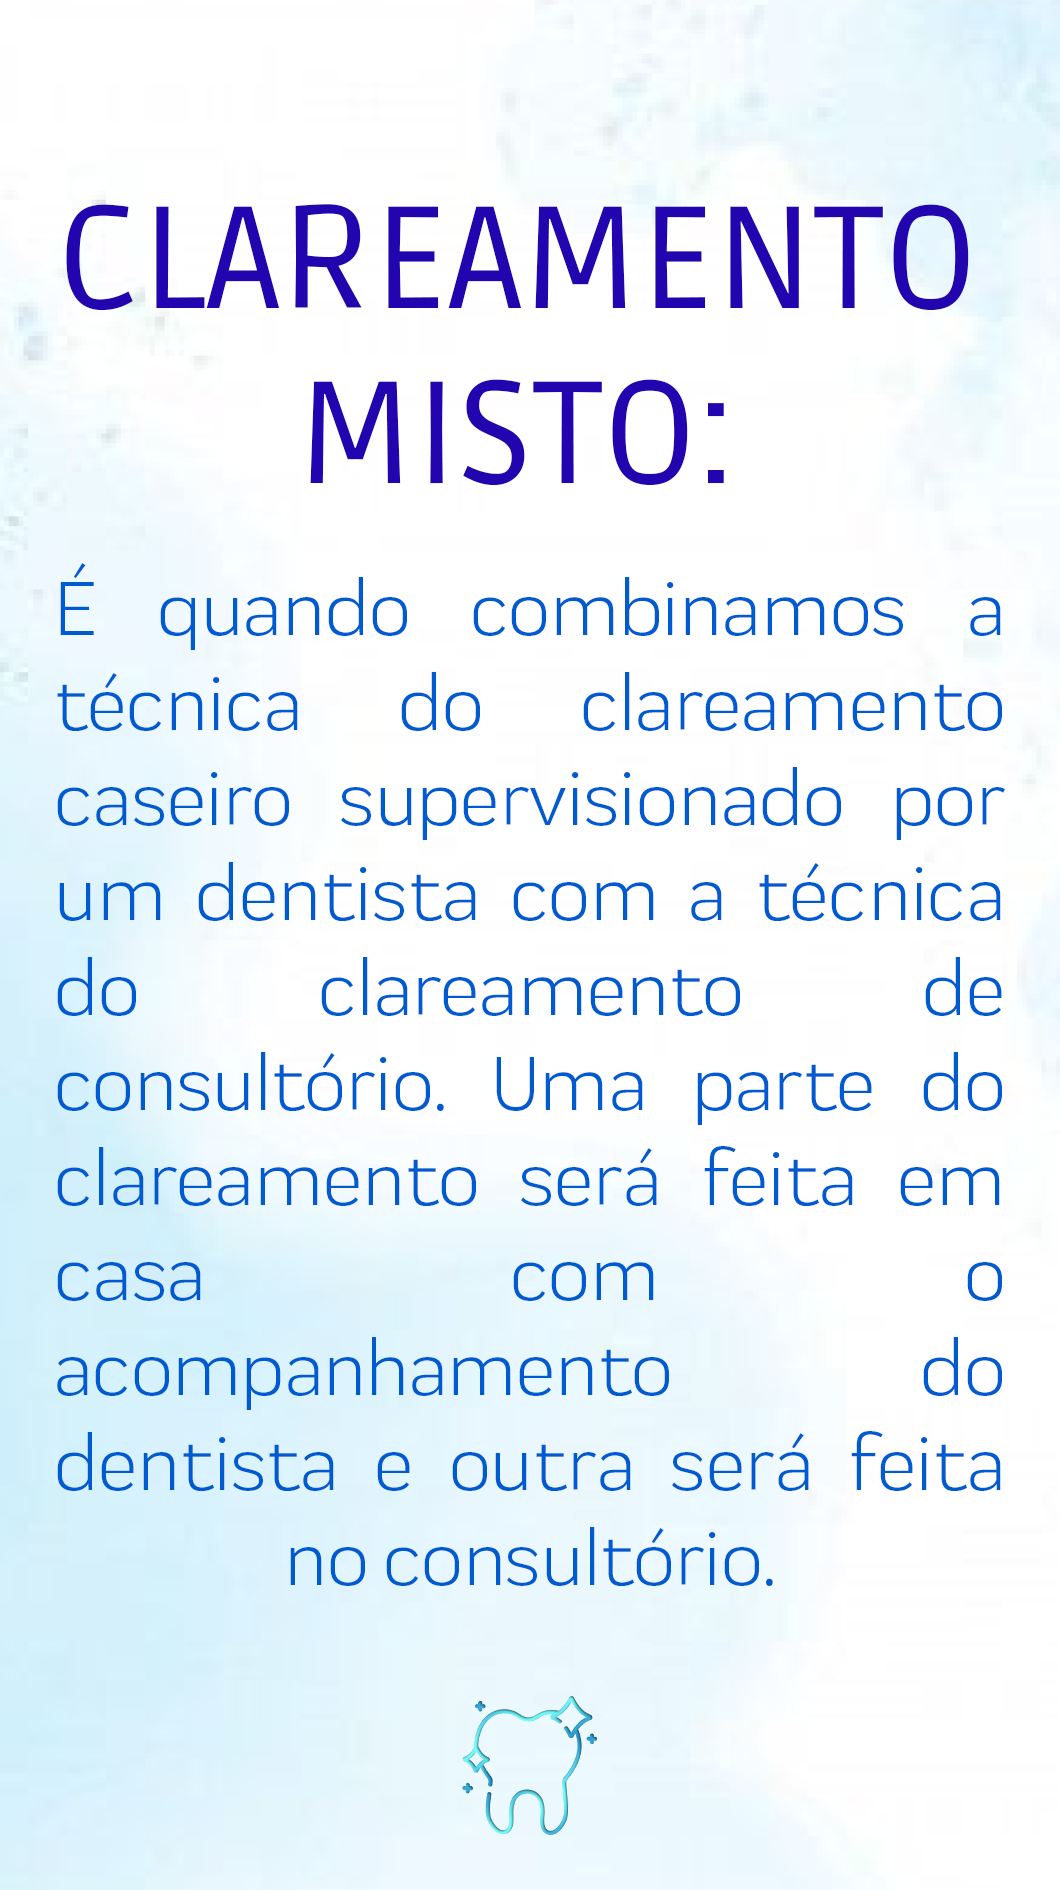 CLAREAMENTO
MISTO:
É quando combinamos a
técnica do clareamento
caseiro supervisionado por
um dentista com a técnica
do clareamento de
consultório. Uma parte do
clareamento será feita em
casa com o
acompanhamento do
dentista e outra será feita
no consultório.